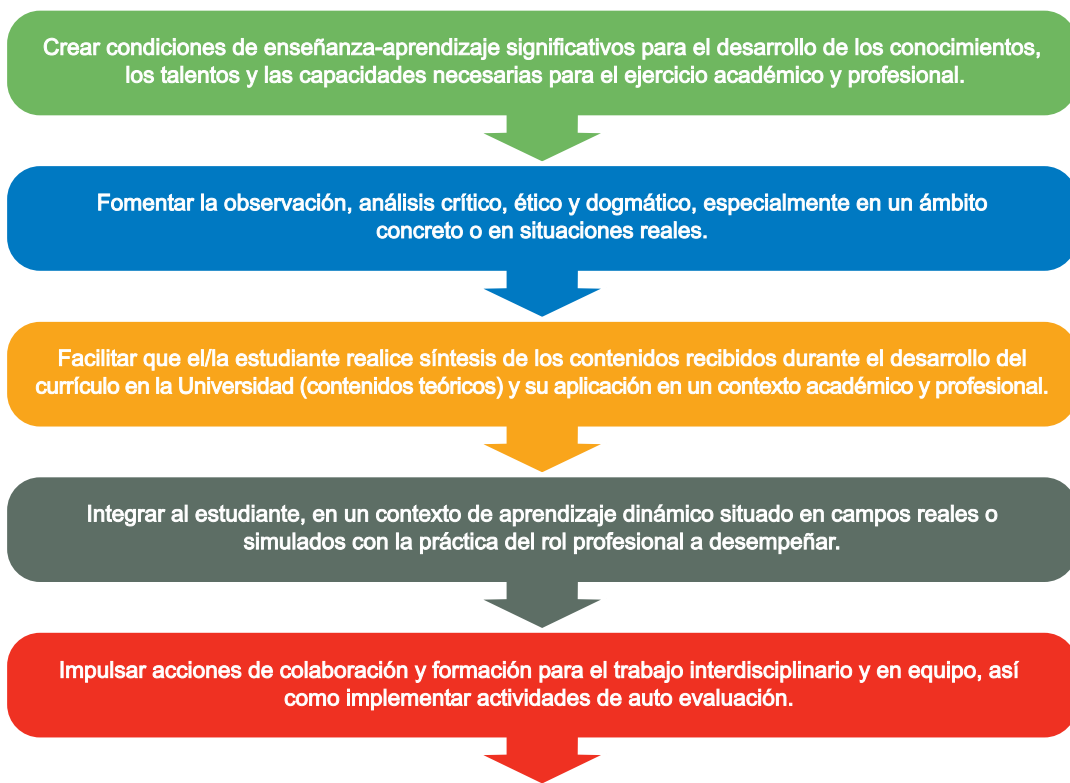 Crear condiciones de enseñanza-aprendizaje significativos para el desarrollo de los conocimientos,
los talentos y las capacidades necesarias para el ejercicio académico y profesional.
Fomentar la observación, análisis crítico, ético y dogmático, especialmente en un ámbito
concreto o en situaciones reales.
Facilitar que el/la estudiante realice síntesis de los contenidos recibidos durante el desarrollo del
currículo en la Universidad (contenidos teóricos) y su aplicación en un contexto académico y profesional.
Integrar al estudiante, en un contexto de aprendizaje dinámico situado en campos reales o
simulados con la práctica del rol profesional a desempeñar.
Impulsar acciones de colaboración y formación para el trabajo interdisciplinario y en equipo, así
como implementar actividades de auto evaluación.